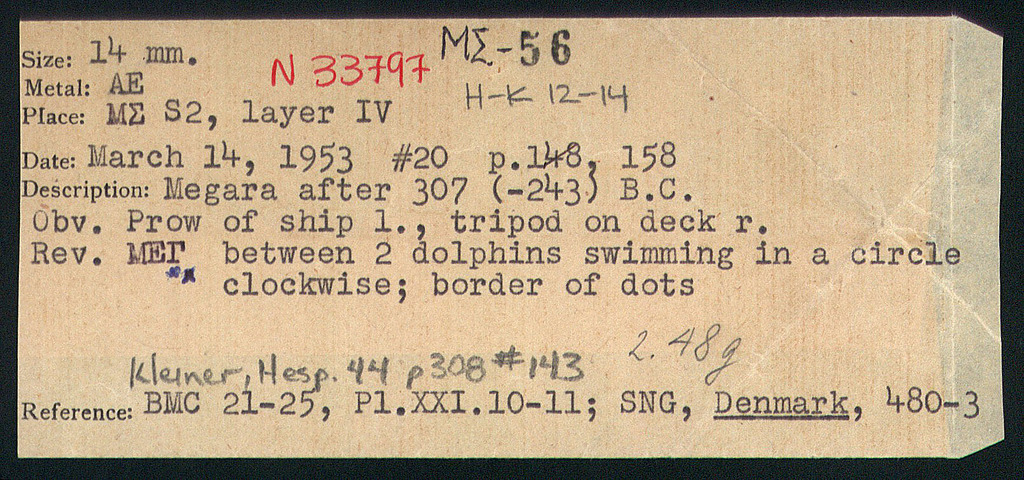 Size: 14 mm. N 33797 ΜΣ-56
Metal: AE H-K 12-14
Place: ΜΣ S2, layer IV
Date: March 14, 1953 #20 p.148, 158
Description: Megara after 307 (-243) B.C.
Obv. Prow of ship l., tripod on deck r.
Rev. ΜΕΓ between 2 dolphins swimming in a circle
clockwise; border of dots
2.48g
Kleiner, Hesp. 44 p308 #143
Reference: BMC 21-25, Pl.XXI.10-11; SNG, Denmark, 480-3